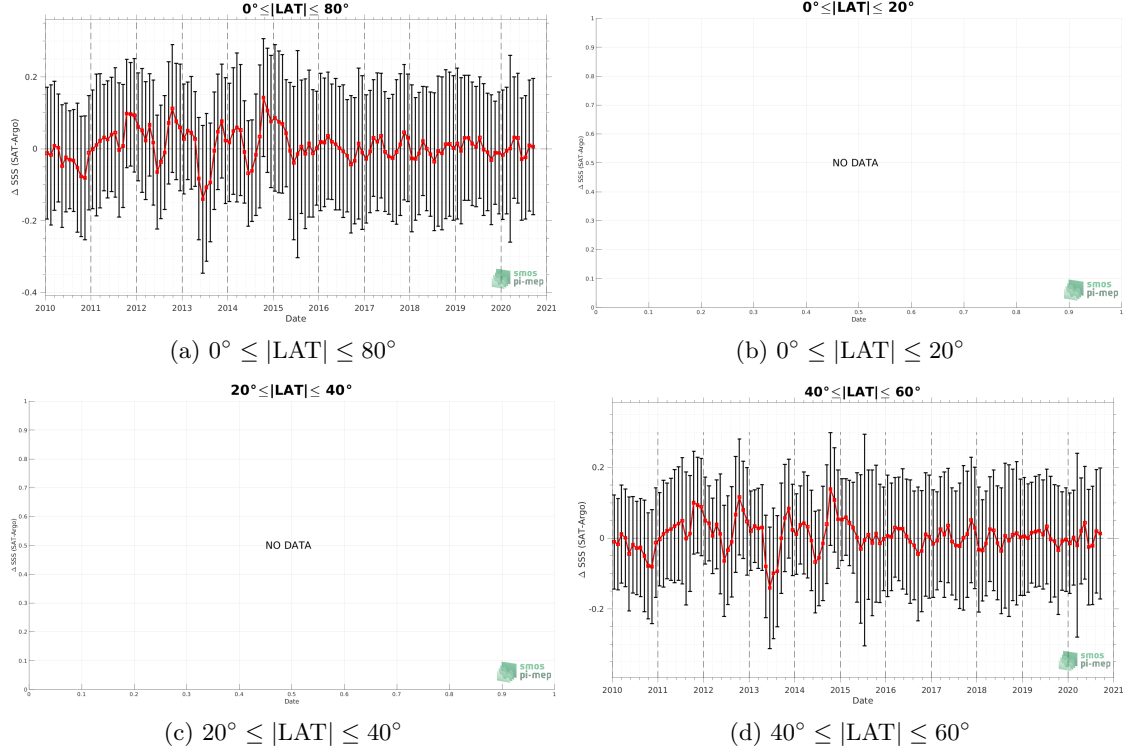 0°≤|LAT|≤ 80°
Δ SSS (SAT-Argo)
0.2
0
-0.2
-0.4
2010 2011 2012 2013 2014 2015 2016 2017 2018 2019 2020 2021
Date
smos
pi-mep
(a) 0° ≤ |LAT| ≤ 80°
0°≤|LAT|≤ 20°
Δ SSS (SAT-Argo)
1
0.9
0.8
0.7
0.6
0.5
0.4
0.3
0.2
0.1
0
NO DATA
0 0.1 0.2 0.3 0.4 0.5 0.6 0.7 0.8 0.9 1
Date
smos
pi-mep
(b) 0° ≤ |LAT| ≤ 20°
20°≤|LAT|≤ 40°
Δ SSS (SAT-Argo)
1
0.9
0.8
0.7
0.6
0.5
0.4
0.3
0.2
0.1
0
NO DATA
0 0.1 0.2 0.3 0.4 0.5 0.6 0.7 0.8 0.9 1
Date
smos
pi-mep
(c) 20° ≤ |LAT| ≤ 40°
40°≤|LAT|≤ 60°
Δ SSS (SAT-Argo)
0.2
0
-0.2
2010 2011 2012 2013 2014 2015 2016 2017 2018 2019 2020 2021
Date
smos
pi-mep
(d) 40° ≤ |LAT| ≤ 60°